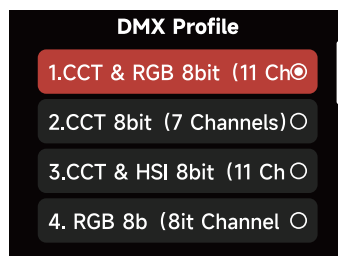 DMX Profile
1.CCT & RGB 8bit (11 Ch
2.CCT 8bit (7 Channels)
3.CCT & HSI 8bit (11 Ch
4. RGB 8b (8it Channel